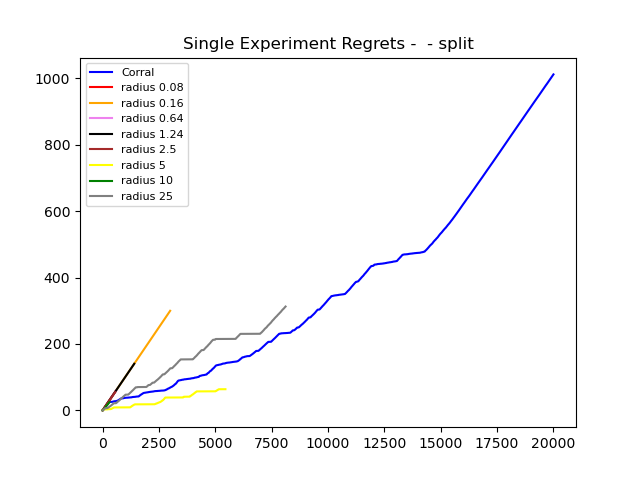 Single Experiment Regrets -  - split
Corral
radius 0.08
radius 0.16
radius 0.64
radius 1.24
radius 2.5
radius 5
radius 10
radius 25
1000
800
600
400
200
0
0 2500 5000 7500 10000 12500 15000 17500 20000